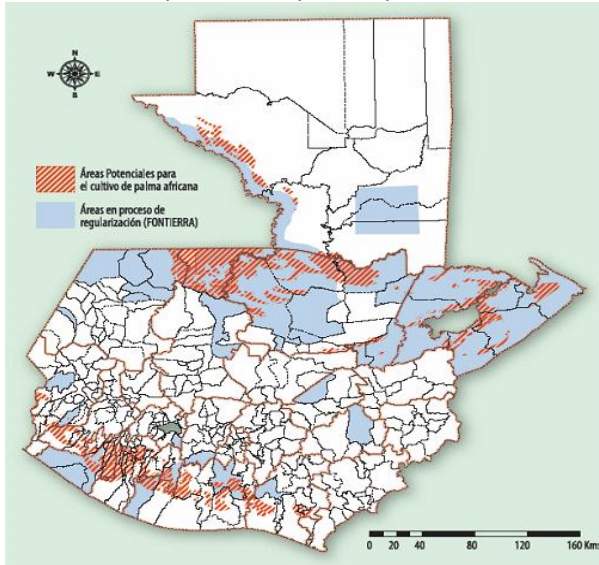 N
W E
S
Áreas Potenciales para
el cultivo de palma africana
Áreas en proceso de
regularización (FONTIERRA)
0 20 40 80 120 160 Kms